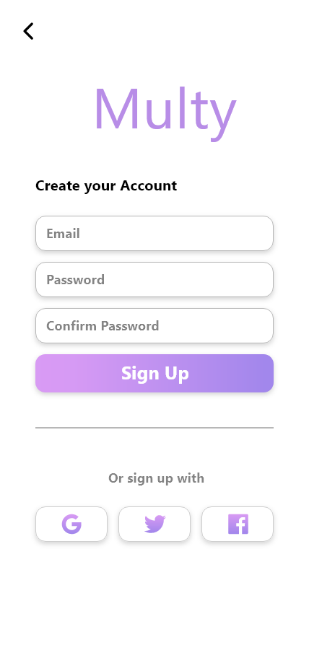 Multy
Create your Account
Email
Password
Confirm Password
Sign Up
Or sign up with